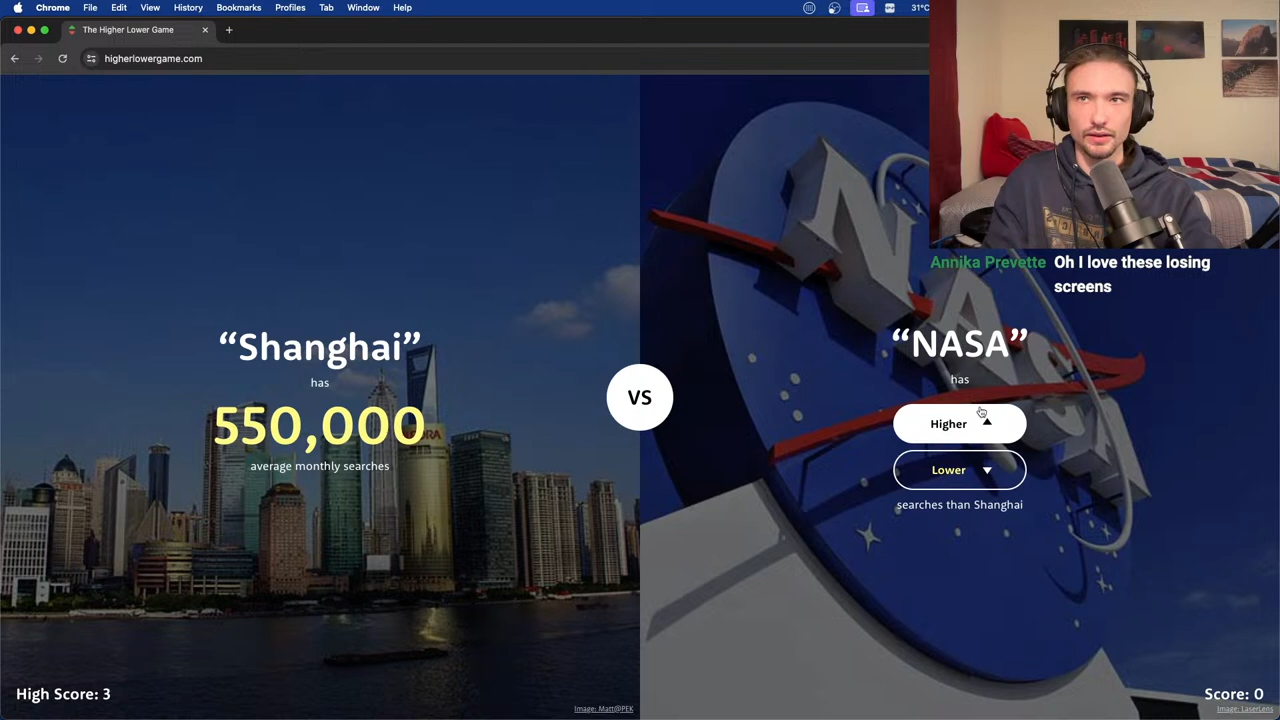 Chrome File Edit View History Bookmarks Profiles Tab Window Help 31°C
The Higher Lower Game
higherlowergame.com
Annika Prevette Oh I love these losing
screens
“Shanghai”
has
550,000
average monthly searches
VS
NASA
“NASA”
has
Higher
Lower
searches than Shanghai
High Score: 3
Image: Matt@PEK
Score: 0
Image: LaserLens